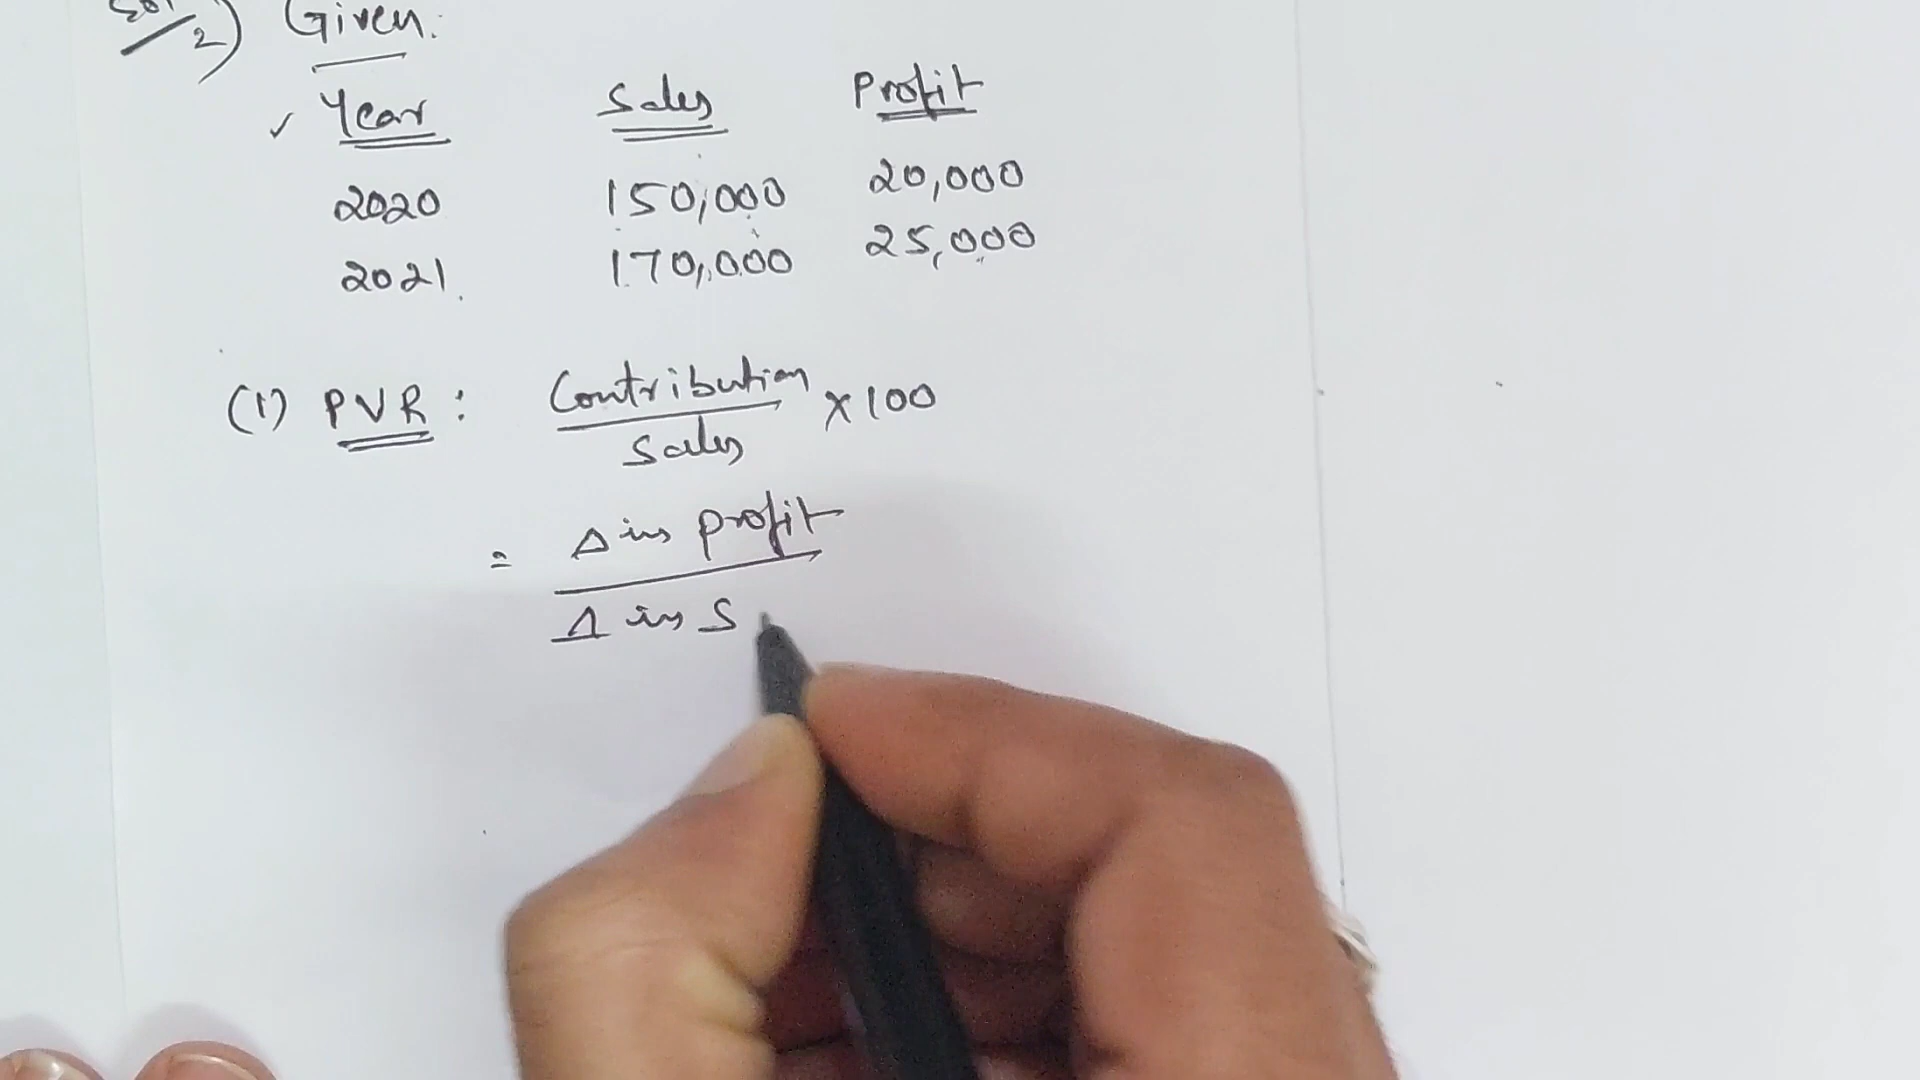 Sol/2) Given:
✓ Year Sales Profit
2020 150,000 20,000
2021. 170,000 25,000
(1) PVR : Contribution / Sales × 100
= Δ in profit / Δ in S